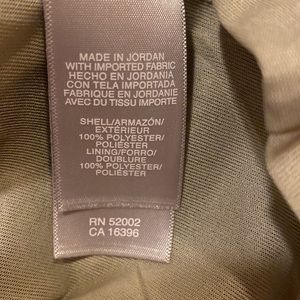 MADE IN JORDAN
WITH IMPORTED FABRIC
HECHO EN JORDANIA
CON TELA IMPORTADA
FABRIQUE EN JORDANIE
AVEC DU TISSU IMPORTE
SHELL/ARMAZÓN/
EXTÉRIEUR
100% POLYESTER/
POLIÉSTER
LINING/FORRO/
DOUBLURE
100% POLYESTER/
POLIÉSTER
RN 52002
CA 16396